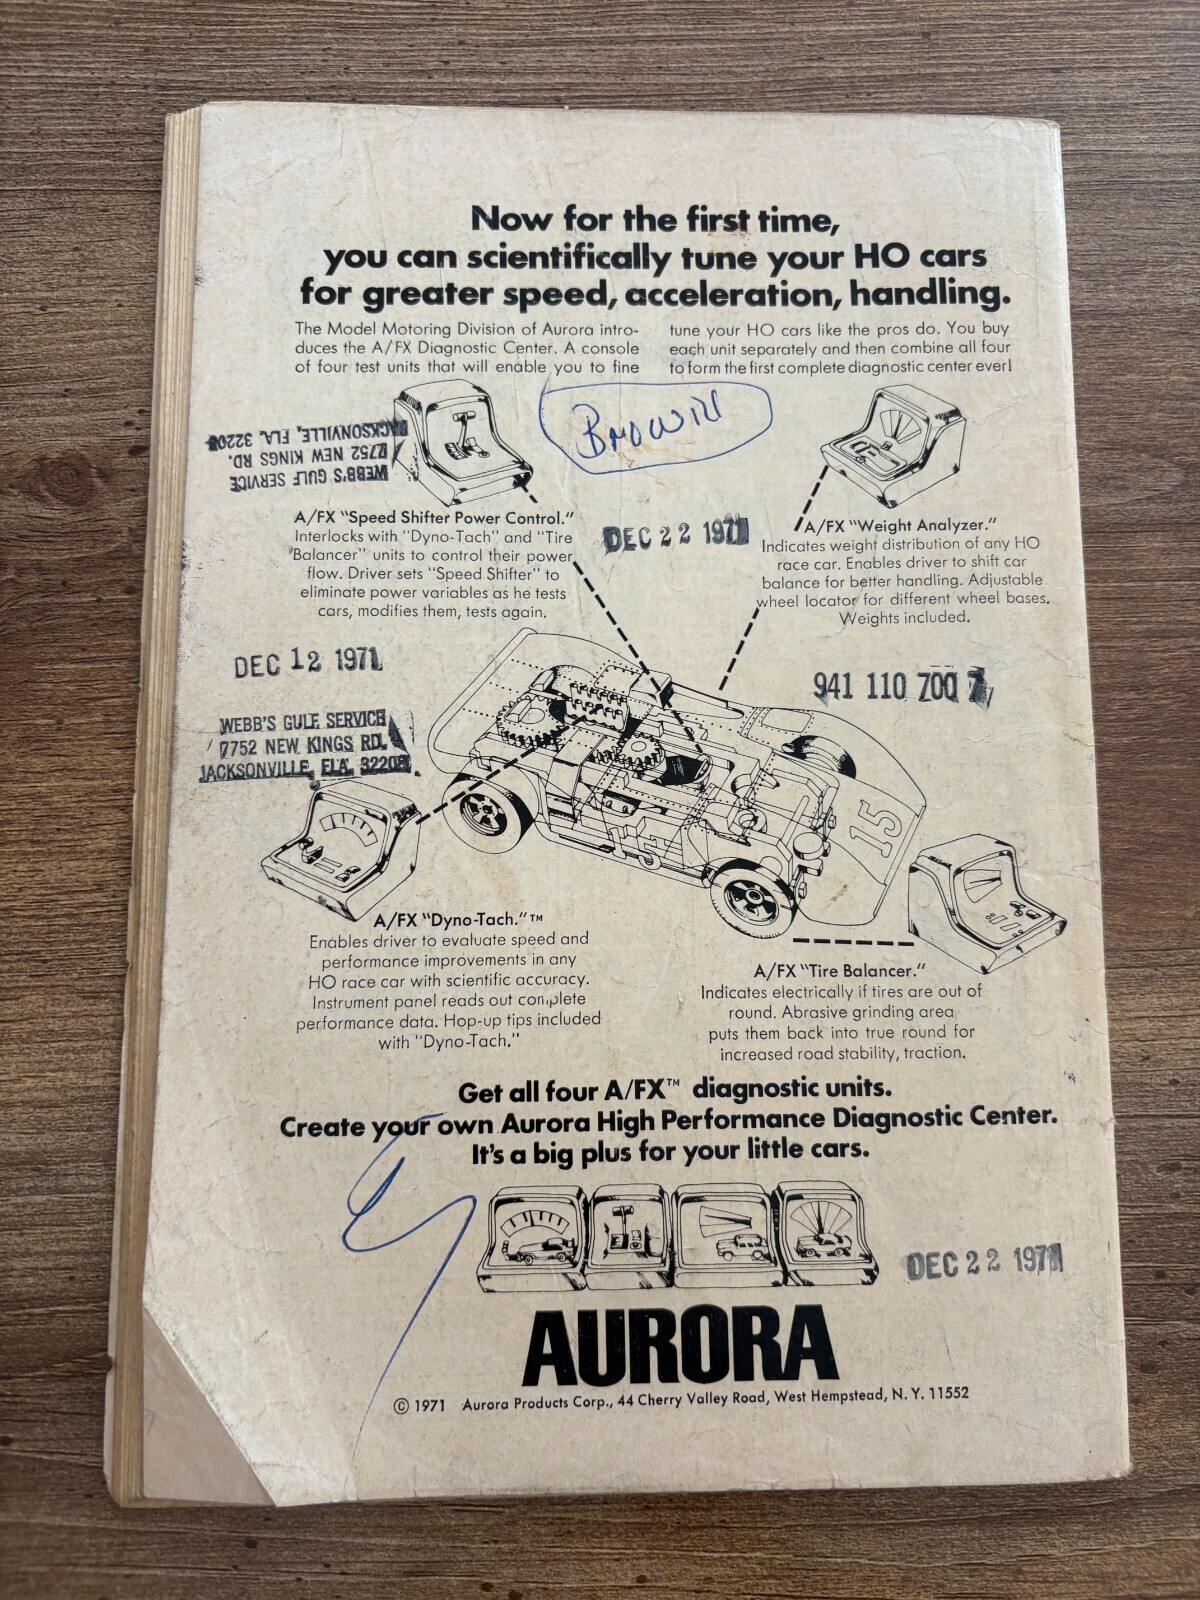 Now for the first time,
you can scientifically tune your HO cars
for greater speed, acceleration, handling.
The Model Motoring Division of Aurora intro-
duces the A/FX Diagnostic Center. A console
of four test units that will enable you to fine
tune your HO cars like the pros do. You buy
each unit separately and then combine all four
to form the first complete diagnostic center ever!
WEBB'S GULF SERVICE
7752 NEW KINGS RD.
JACKSONVILLE, FLA. 32208
A/FX "Speed Shifter Power Control."
Interlocks with "Dyno-Tach" and "Tire
Balancer" units to control their power
flow. Driver sets "Speed Shifter" to
eliminate power variables as he tests
cars, modifies them, tests again.
DEC 22 1971
A/FX "Weight Analyzer."
Indicates weight distribution of any HO
race car. Enables driver to shift car
balance for better handling. Adjustable
wheel locator for different wheel bases.
Weights included.
DEC 12 1971
941 110 700 7
WEBB'S GULF SERVICE
7752 NEW KINGS RD.
JACKSONVILLE, FLA. 32208
15
15
A/FX "Dyno-Tach."™
Enables driver to evaluate speed and
performance improvements in any
HO race car with scientific accuracy.
Instrument panel reads out complete
performance data. Hop-up tips included
with "Dyno-Tach."
A/FX "Tire Balancer."
Indicates electrically if tires are out of
round. Abrasive grinding area
puts them back into true round for
increased road stability, traction.
Get all four A/FX™ diagnostic units.
Create your own Aurora High Performance Diagnostic Center.
It's a big plus for your little cars.
DEC 22 1971
AURORA
© 1971 Aurora Products Corp., 44 Cherry Valley Road, West Hempstead, N. Y. 11552